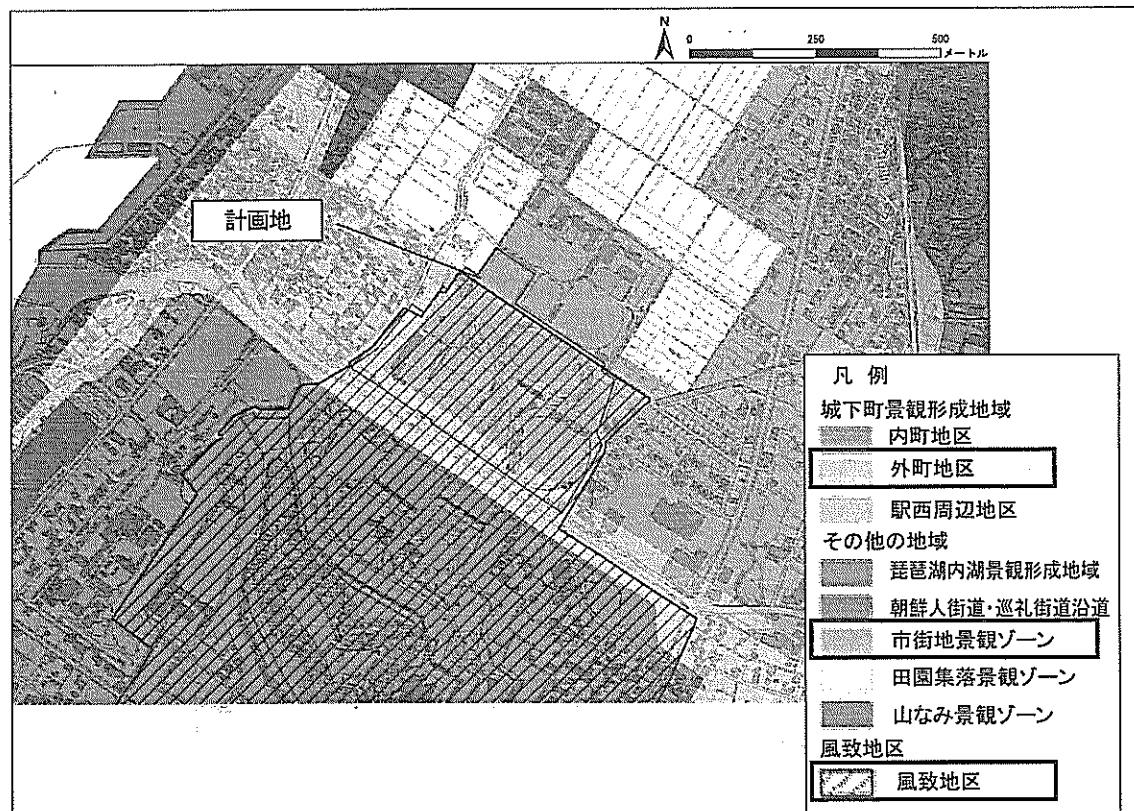 N
0 250 500
メートル
計画地
凡 例
城下町景観形成地域
内町地区
外町地区
駅西周辺地区
その他の地域
琵琶湖内湖景観形成地域
朝鮮人街道・巡礼街道沿道
市街地景観ゾーン
田園集落景観ゾーン
山なみ景観ゾーン
風致地区
風致地区